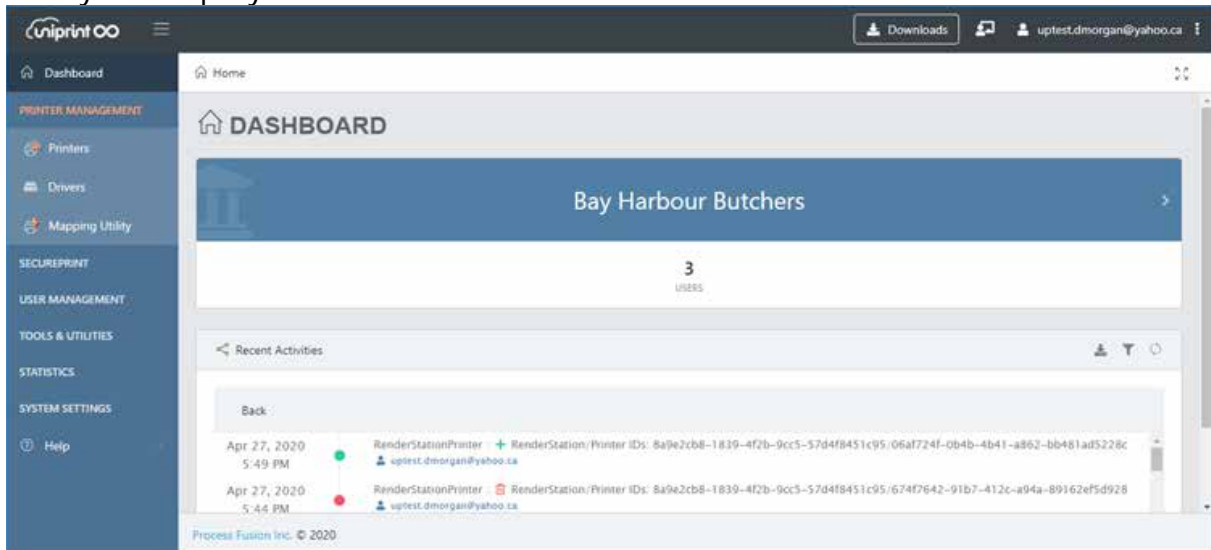 uniprint
Downloads
uptest.dmorgan@yahoo.ca
Dashboard
Home
PRINTER MANAGEMENT
DASHBOARD
Printers
Drivers
Bay Harbour Butchers
Mapping Utility
SECUREPRINT
3
USERS
USER MANAGEMENT
TOOLS & UTILITIES
Recent Activities
STATISTICS
SYSTEM SETTINGS
Back
Help
Apr 27, 2020
5:49 PM
RenderStationPrinter : + RenderStation/Printer IDs: 8a9e2cb8-1839-4f2b-9cc5-57d4f8451c95/06af724f-0b4b-4b41-a862-bb481ad5228c
uptest.dmorgan@yahoo.ca
Apr 27, 2020
5:44 PM
RenderStationPrinter : RenderStation/Printer IDs: 8a9e2cb8-1839-4f2b-9cc5-57d4f8451c95/674f7642-91b7-412c-a94a-89162ef5d928
uptest.dmorgan@yahoo.ca
Process Fusion Inc. © 2020